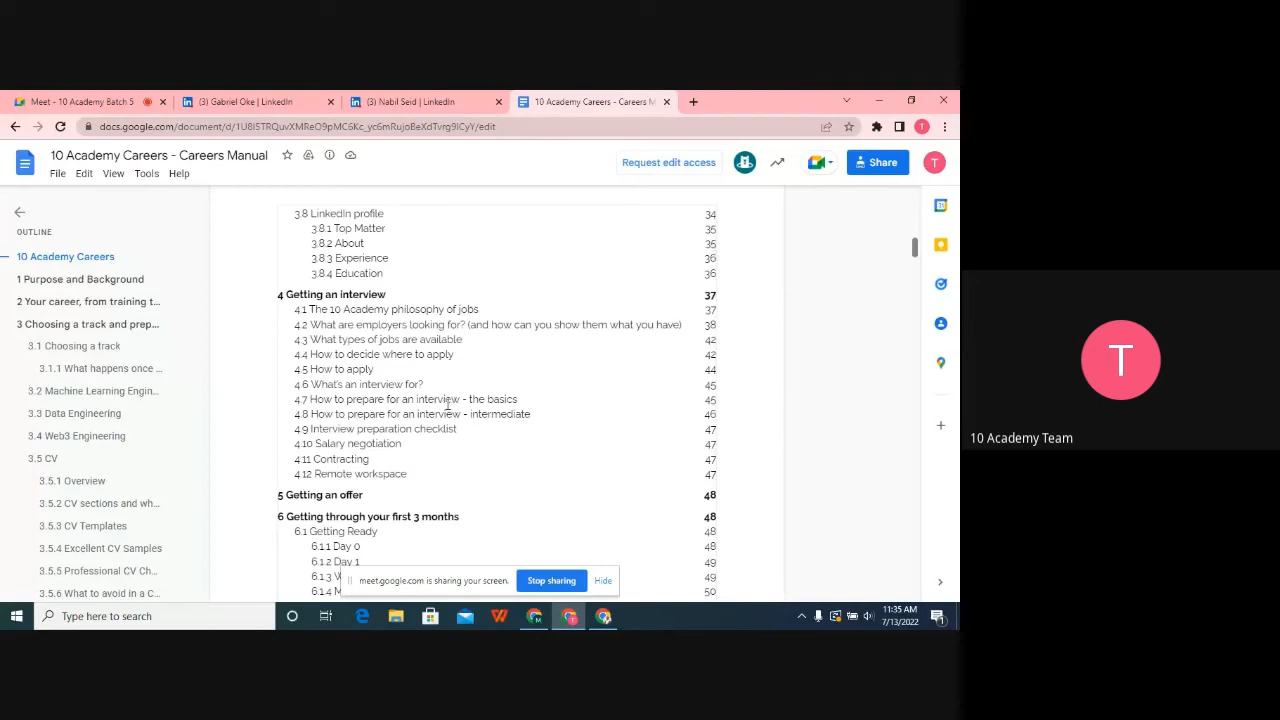 Meet - 10 Academy Batch 5
(3) Gabriel Oke | LinkedIn
(3) Nabil Seid | LinkedIn
10 Academy Careers - Careers M
docs.google.com/document/d/1U8I5TRQuvXMReO9pMC6Kc_yc6mRujoBeXdTvrg9ICyY/edit
10 Academy Careers - Careers Manual
File Edit View Tools Help
Request edit access
Share
T
OUTLINE
10 Academy Careers
1 Purpose and Background
2 Your career, from training t...
3 Choosing a track and prep...
3.1 Choosing a track
3.1.1 What happens once ...
3.2 Machine Learning Engin...
3.3 Data Engineering
3.4 Web3 Engineering
3.5 CV
3.5.1 Overview
3.5.2 CV sections and wh...
3.5.3 CV Templates
3.5.4 Excellent CV Samples
3.5.5 Professional CV Ch...
3.5.6 What to avoid in a C...
3.8 LinkedIn profile 34
3.8.1 Top Matter 35
3.8.2 About 35
3.8.3 Experience 36
3.8.4 Education 36
4 Getting an interview 37
4.1 The 10 Academy philosophy of jobs 37
4.2 What are employers looking for? (and how can you show them what you have) 38
4.3 What types of jobs are available 42
4.4 How to decide where to apply 42
4.5 How to apply 44
4.6 What's an interview for? 45
4.7 How to prepare for an interview - the basics 45
4.8 How to prepare for an interview - intermediate 46
4.9 Interview preparation checklist 47
4.10 Salary negotiation 47
4.11 Contracting 47
4.12 Remote workspace 47
5 Getting an offer 48
6 Getting through your first 3 months 48
6.1 Getting Ready 48
6.1.1 Day 0 48
6.1.2 Day 1 49
6.1.3 49
6.1.4 50
meet.google.com is sharing your screen.
Stop sharing
Hide
Type here to search
11:35 AM
7/13/2022
T
10 Academy Team